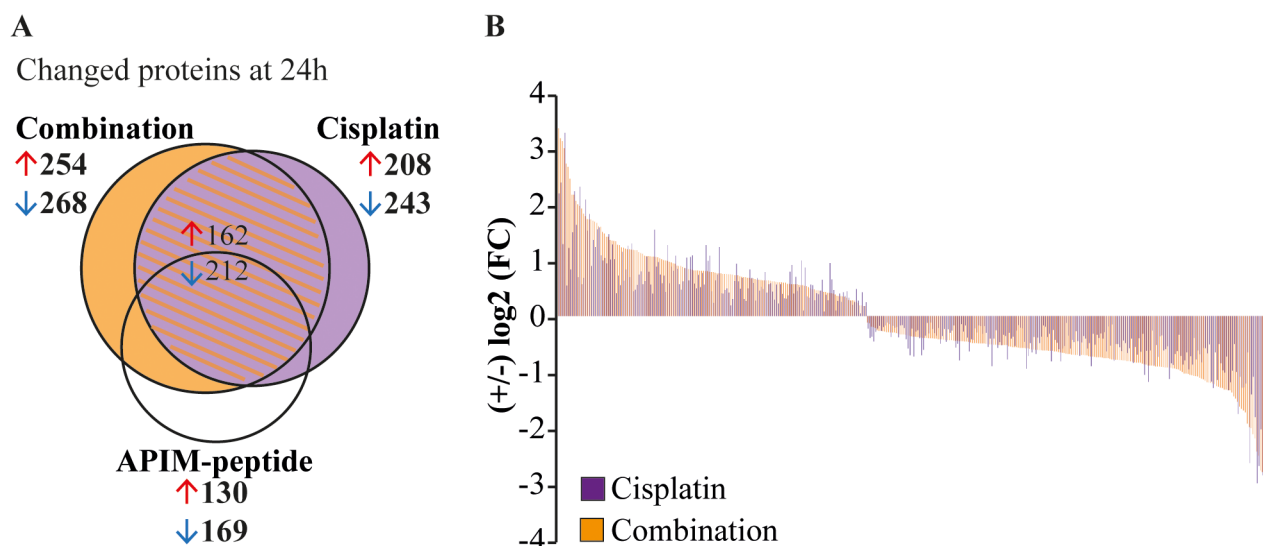 A
Changed proteins at 24h
Combination
↑254
↓268
Cisplatin
↑208
↓243
↑162
↓212
APIM-peptide
↑130
↓169
B
(+/-) log2 (FC)
4
3
2
1
0
-1
-2
-3
-4
Cisplatin
Combination